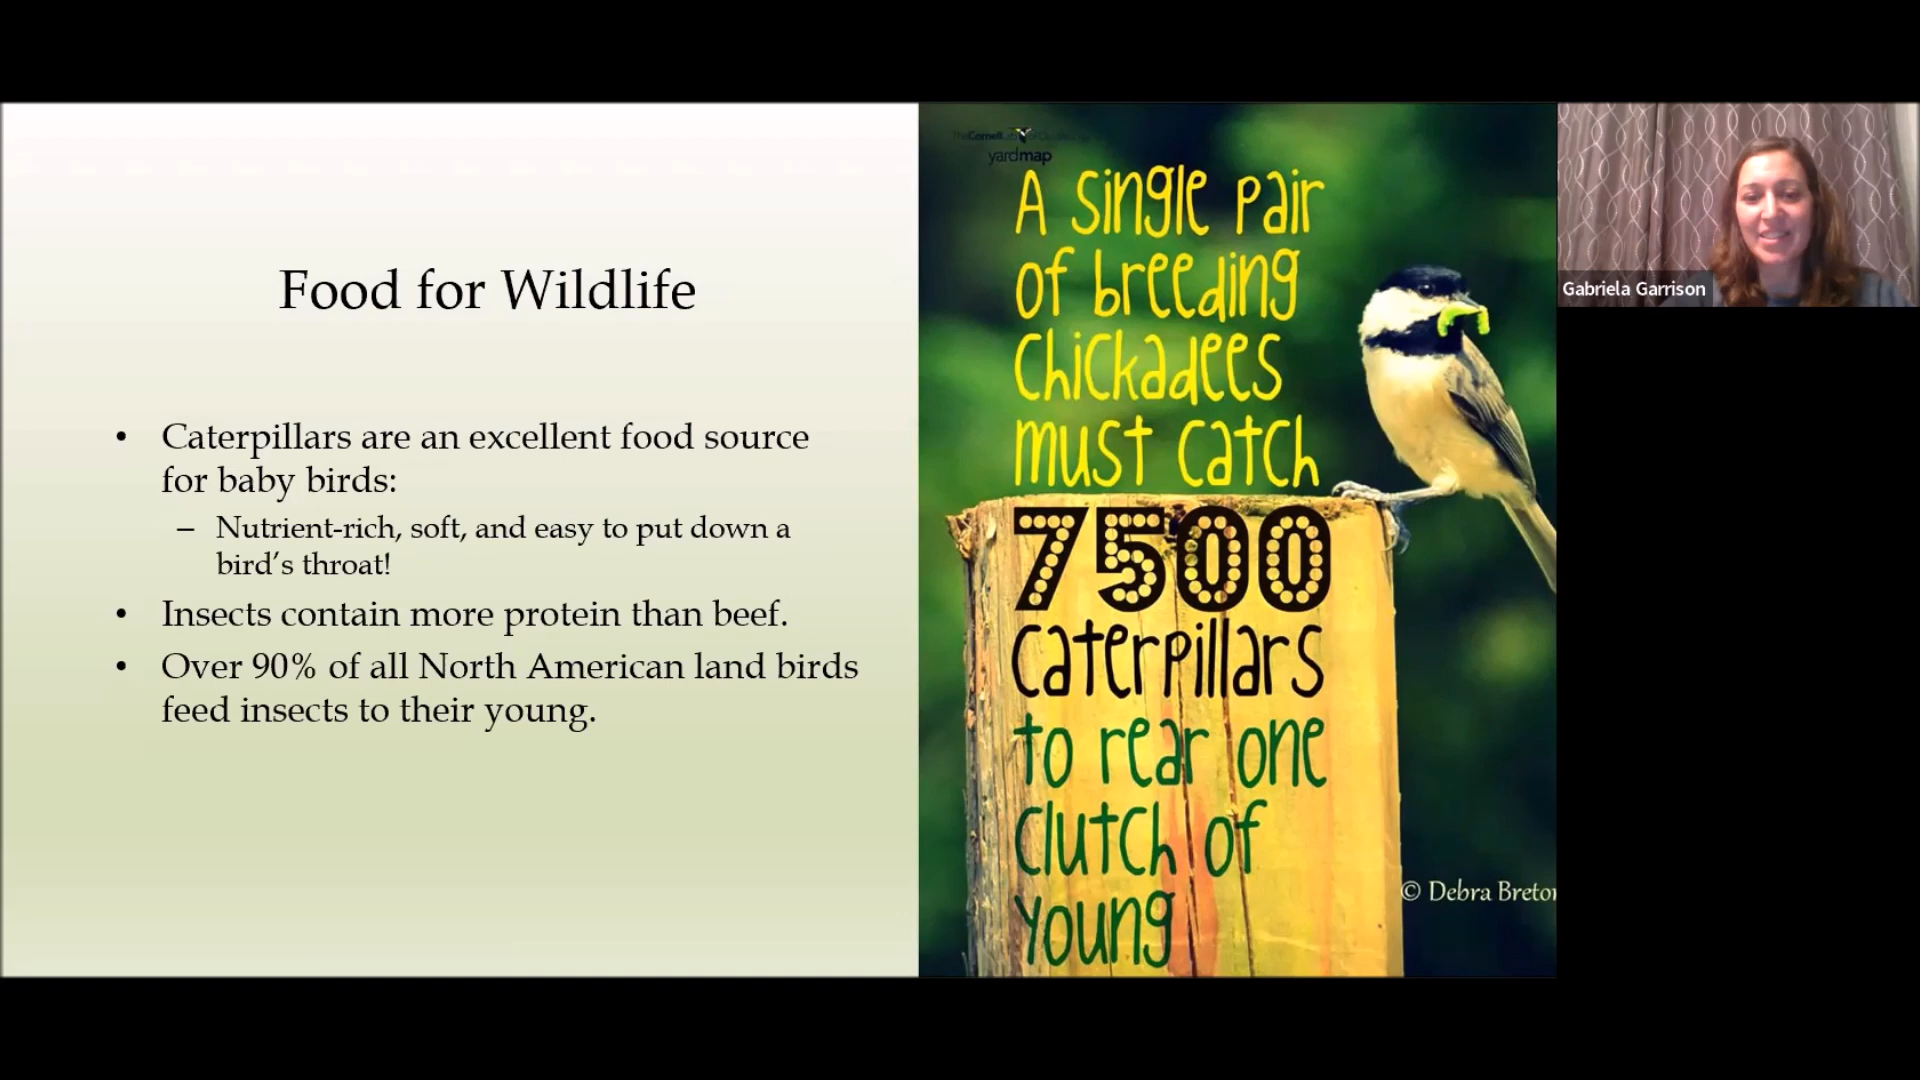 Food for Wildlife
• Caterpillars are an excellent food source
for baby birds:
– Nutrient-rich, soft, and easy to put down a
bird's throat!
• Insects contain more protein than beef.
• Over 90% of all North American land birds
feed insects to their young.
yardmap
A single pair
of breeding
chickadees
must catch
7500
caterpillars
to rear one
clutch of
young
© Debra Breton
Gabriela Garrison